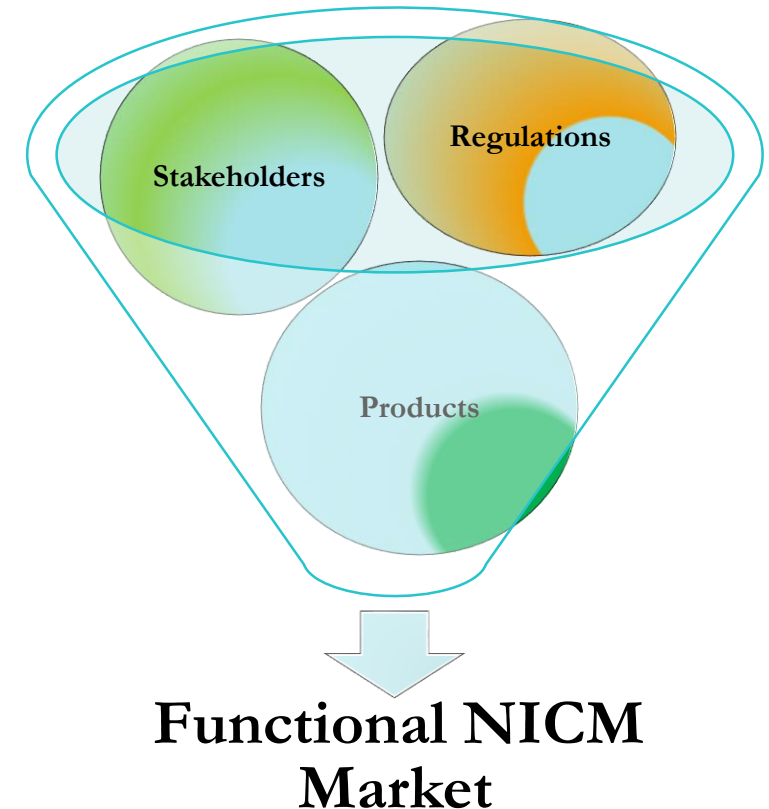 Regulations
Stakeholders
Products
Functional NICM
Market